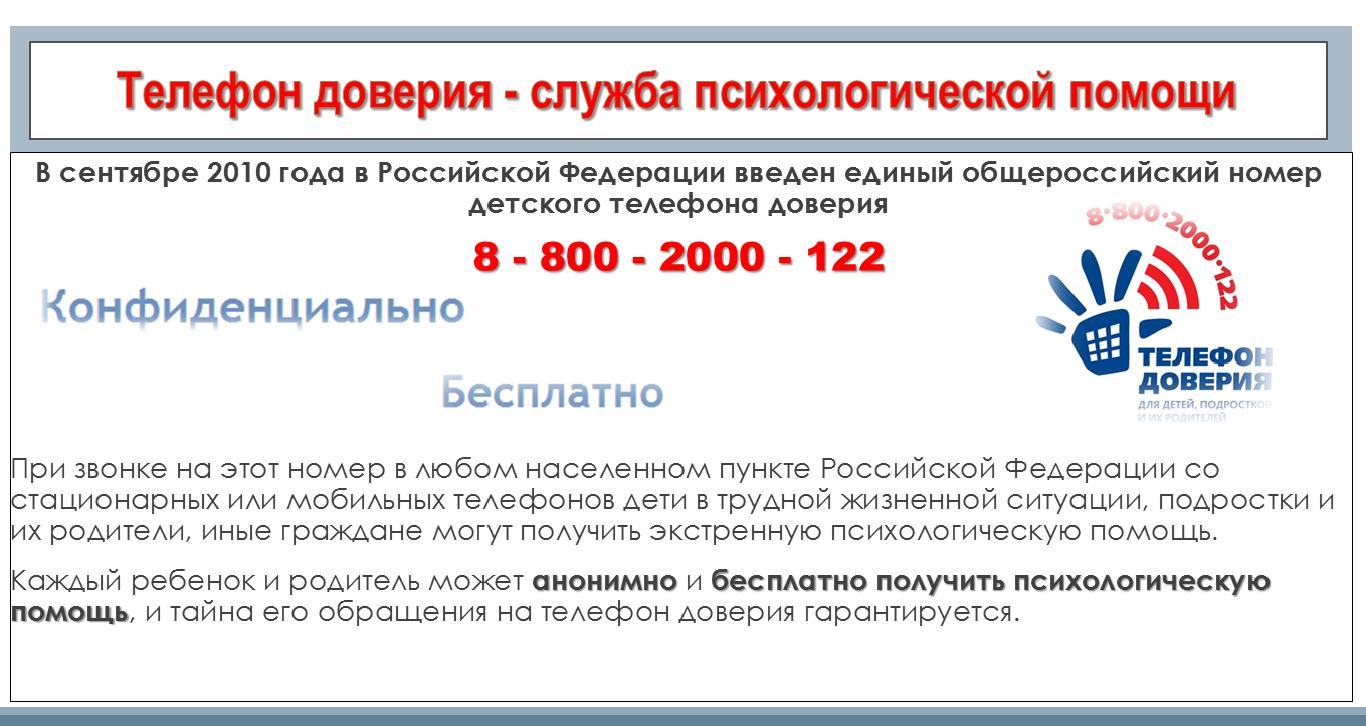 Телефон доверия - служба психологической помощи
В сентябре 2010 года в Российской Федерации введен единый общероссийский номер
детского телефона доверия
8 - 800 - 2000 - 122
8·800·2000·122
Конфиденциально
ТЕЛЕФОН
ДОВЕРИЯ
ДЛЯ ДЕТЕЙ, ПОДРОСТКОВ
И ИХ РОДИТЕЛЕЙ
Бесплатно
При звонке на этот номер в любом населенном пункте Российской Федерации со
стационарных или мобильных телефонов дети в трудной жизненной ситуации, подростки и
их родители, иные граждане могут получить экстренную психологическую помощь.
Каждый ребенок и родитель может анонимно и бесплатно получить психологическую
помощь, и тайна его обращения на телефон доверия гарантируется.